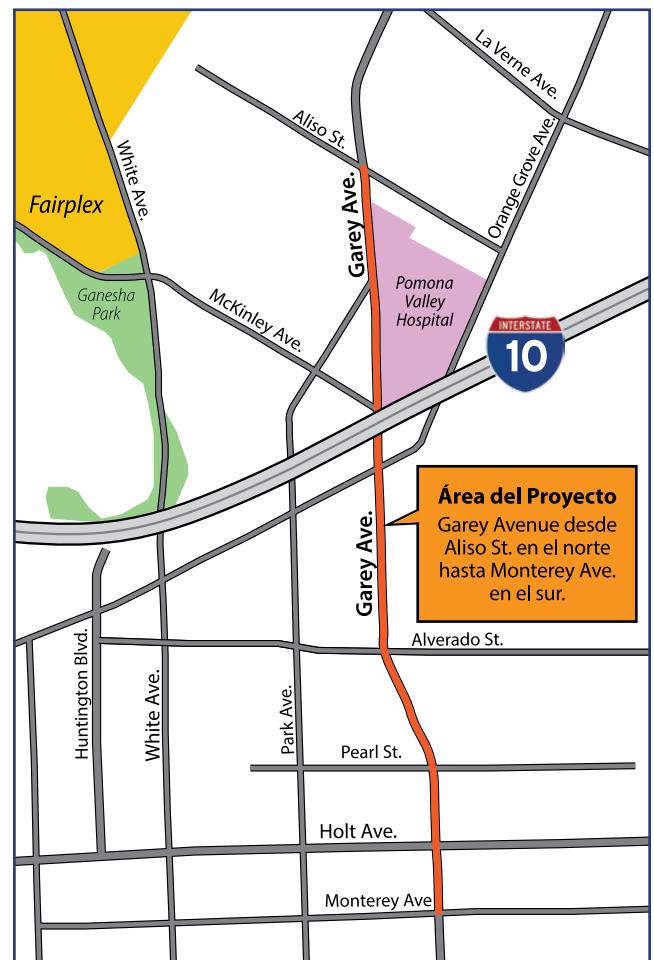 La Verne Ave.
Aliso St.
Orange Grove Ave.
White Ave.
Fairplex
Garey Ave.
Ganesha
Park
Pomona
Valley
Hospital
McKinley Ave.
INTERSTATE
10
Área del Proyecto
Garey Avenue desde
Aliso St. en el norte
hasta Monterey Ave.
en el sur.
Garey Ave.
Alverado St.
Huntington Blvd.
White Ave.
Park Ave.
Pearl St.
Holt Ave.
Monterey Ave